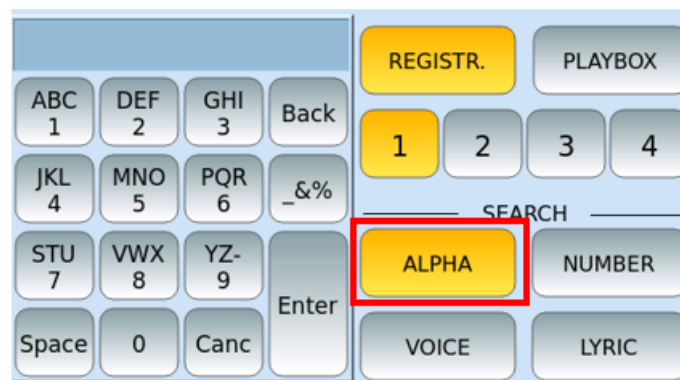 REGISTR. PLAYBOX
ABC DEF GHI Back
1 2 3
1 2 3 4
JKL MNO PQR _&%
4 5 6
SEARCH
STU VWX YZ-
7 8 9
ALPHA NUMBER
Enter
Space 0 Canc
VOICE LYRIC